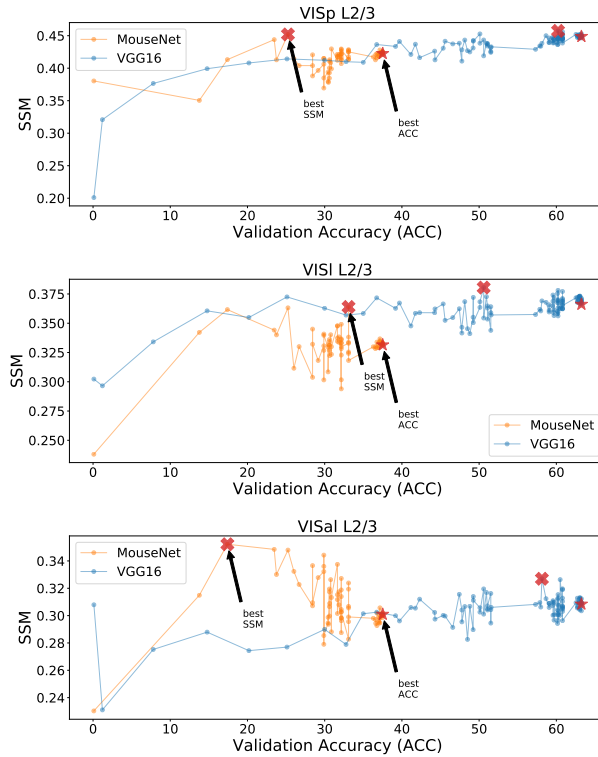 VISp L2/3
MouseNet
VGG16
best
SSM
best
ACC
SSM
0.45
0.40
0.35
0.30
0.25
0.20
0 10 20 30 40 50 60
Validation Accuracy (ACC)
VISl L2/3
0.375
0.350
0.325
0.300
0.275
0.250
SSM
best
SSM
best
ACC
MouseNet
VGG16
0 10 20 30 40 50 60
Validation Accuracy (ACC)
VISal L2/3
MouseNet
VGG16
0.34
0.32
0.30
0.28
0.26
0.24
SSM
best
SSM
best
ACC
0 10 20 30 40 50 60
Validation Accuracy (ACC)